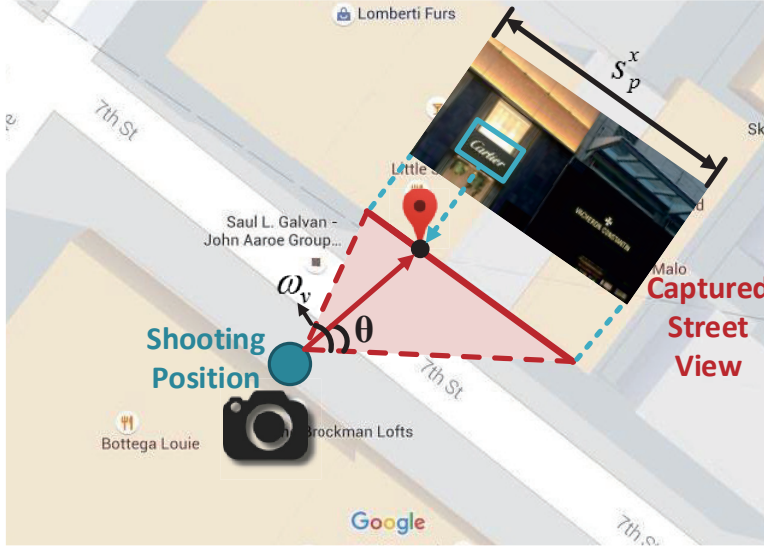 Lomberti Furs
s_p^x
7th St
Sk
Cartier
Little S
VACHERON CONSTANTIN
d
Saul L. Galvan -
John Aaroe Group...
Malo
ω_v
θ
Captured
Street
View
Shooting
Position
7th St
Bottega Louie
Brockman Lofts
Google
7th St